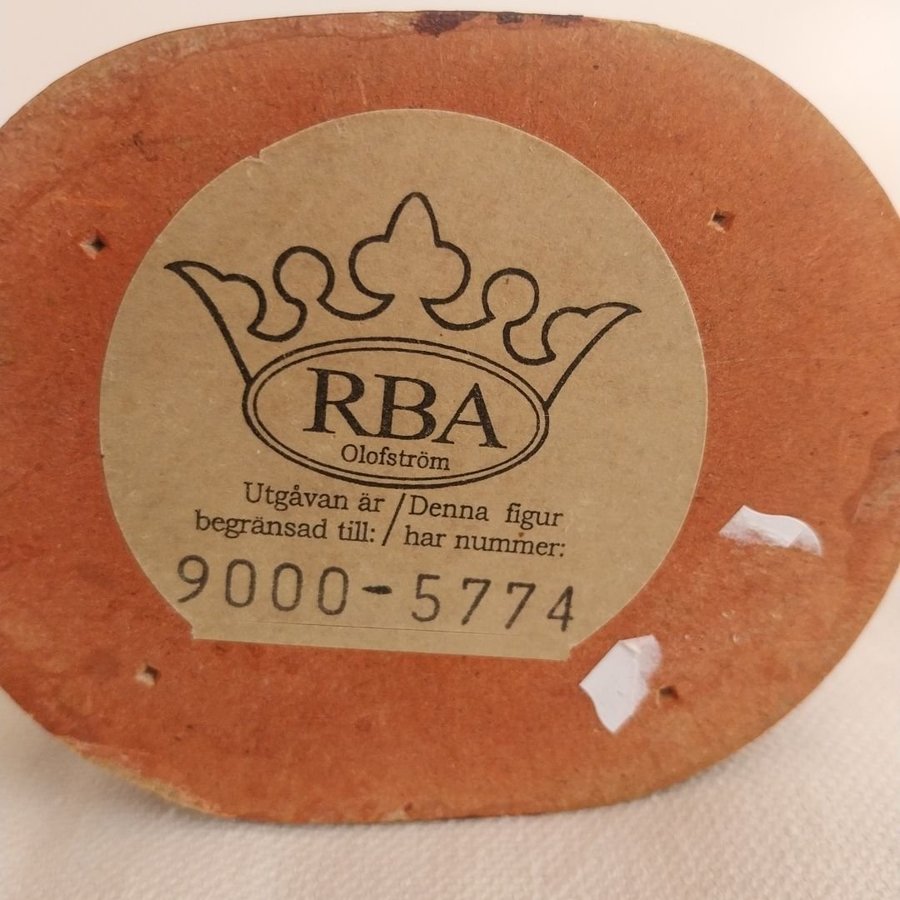 RBA
Olofström
Utgåvan är / Denna figur
begränsad till: / har nummer:
9000-5774